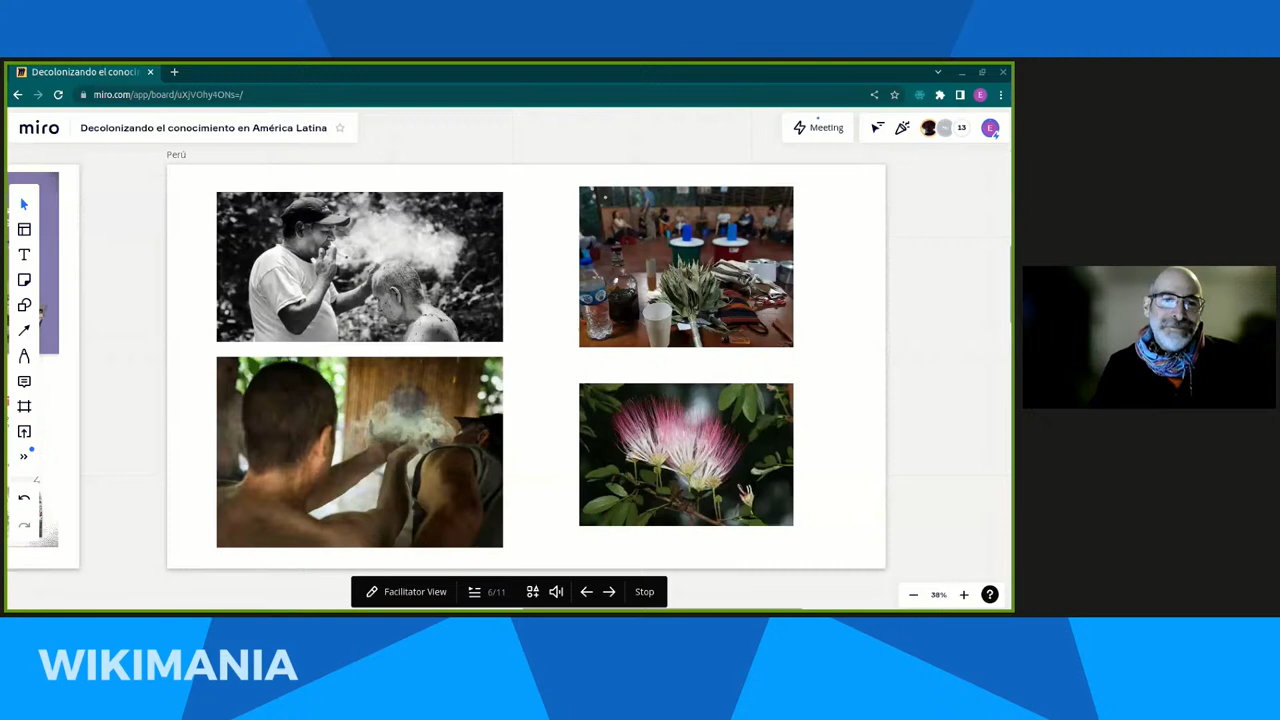 Decolonizando el conoci
miro.com/app/board/uXjVOhy4ONs=/
miro
Decolonizando el conocimiento en América Latina
Meeting
13
E
Perú
Facilitator View
6/11
Stop
38%
WIKIMANIA